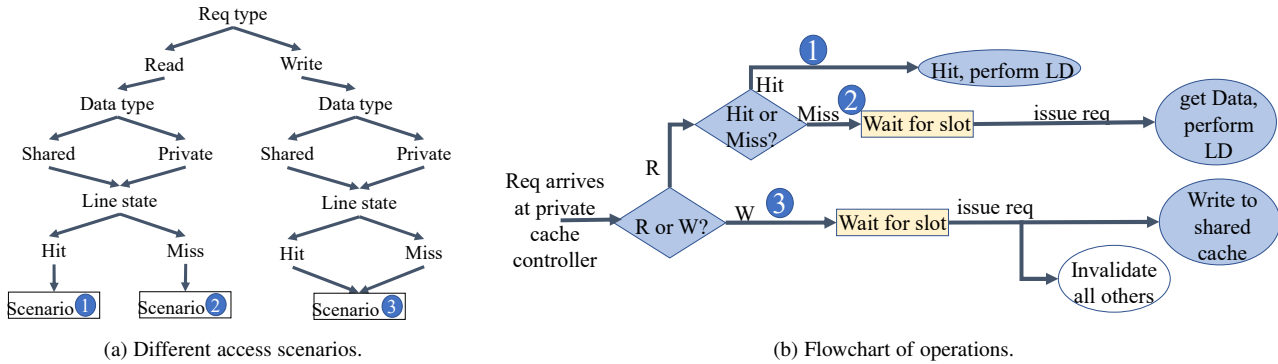 Req type
Read
Write
Data type
Data type
Shared
Private
Shared
Private
Line state
Line state
Hit
Miss
Hit
Miss
Scenario 1
Scenario 2
Scenario 3
(a) Different access scenarios.
1
Hit, perform LD
Hit
Hit or
Miss?
Miss
2
Wait for slot
issue req
get Data,
perform
LD
R
Req arrives
at private
cache
controller
R or W?
W
3
Wait for slot
issue req
Write to
shared
cache
Invalidate
all others
(b) Flowchart of operations.